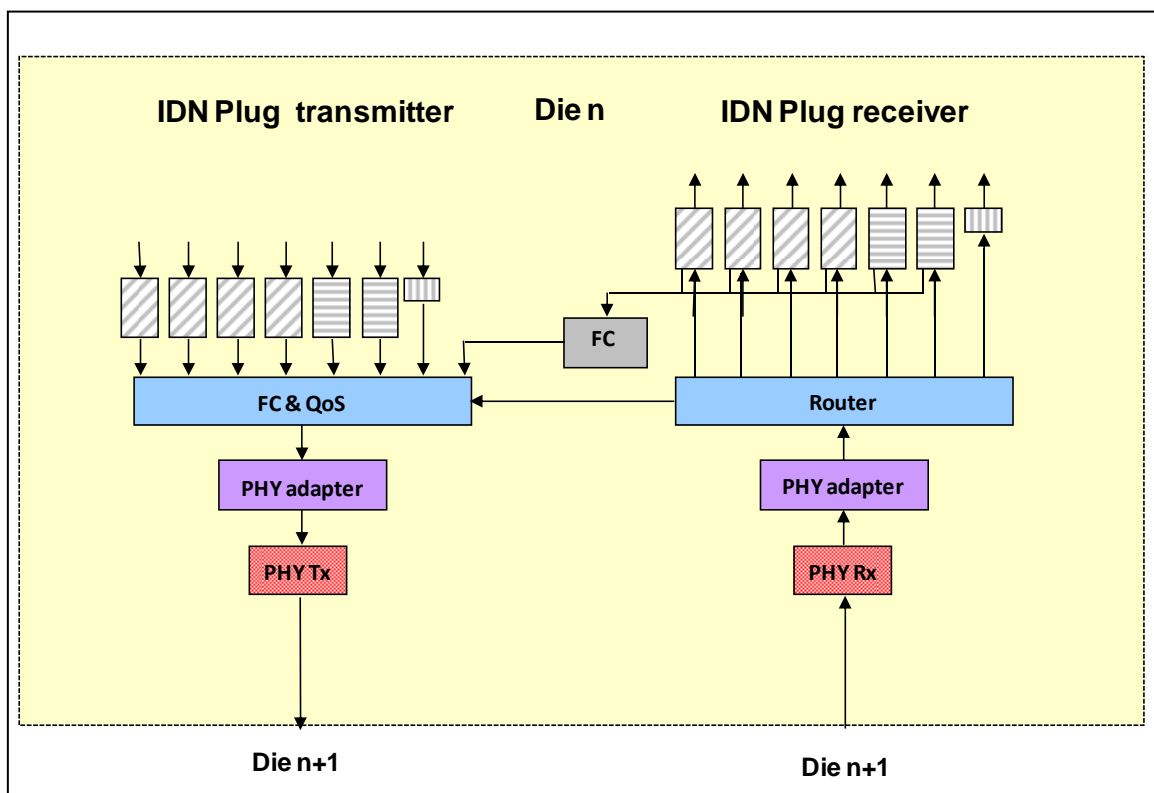 IDN Plug transmitter
Die n
IDN Plug receiver
FC
FC & QoS
Router
PHY adapter
PHY adapter
PHY Tx
PHY Rx
Die n+1
Die n+1